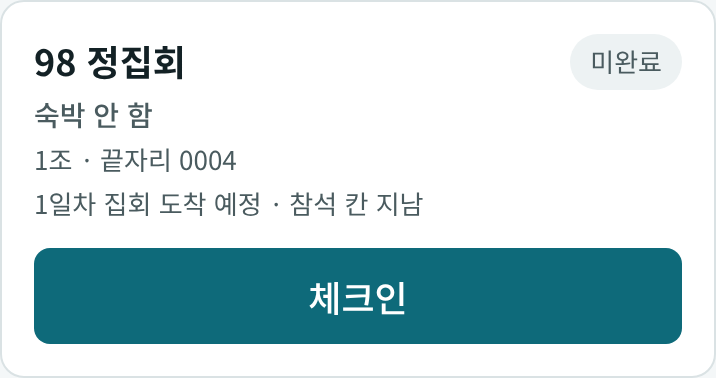 98 정집회
미완료
숙박 안 함
1조 · 끝자리 0004
1일차 집회 도착 예정 · 참석 칸 지남
체크인